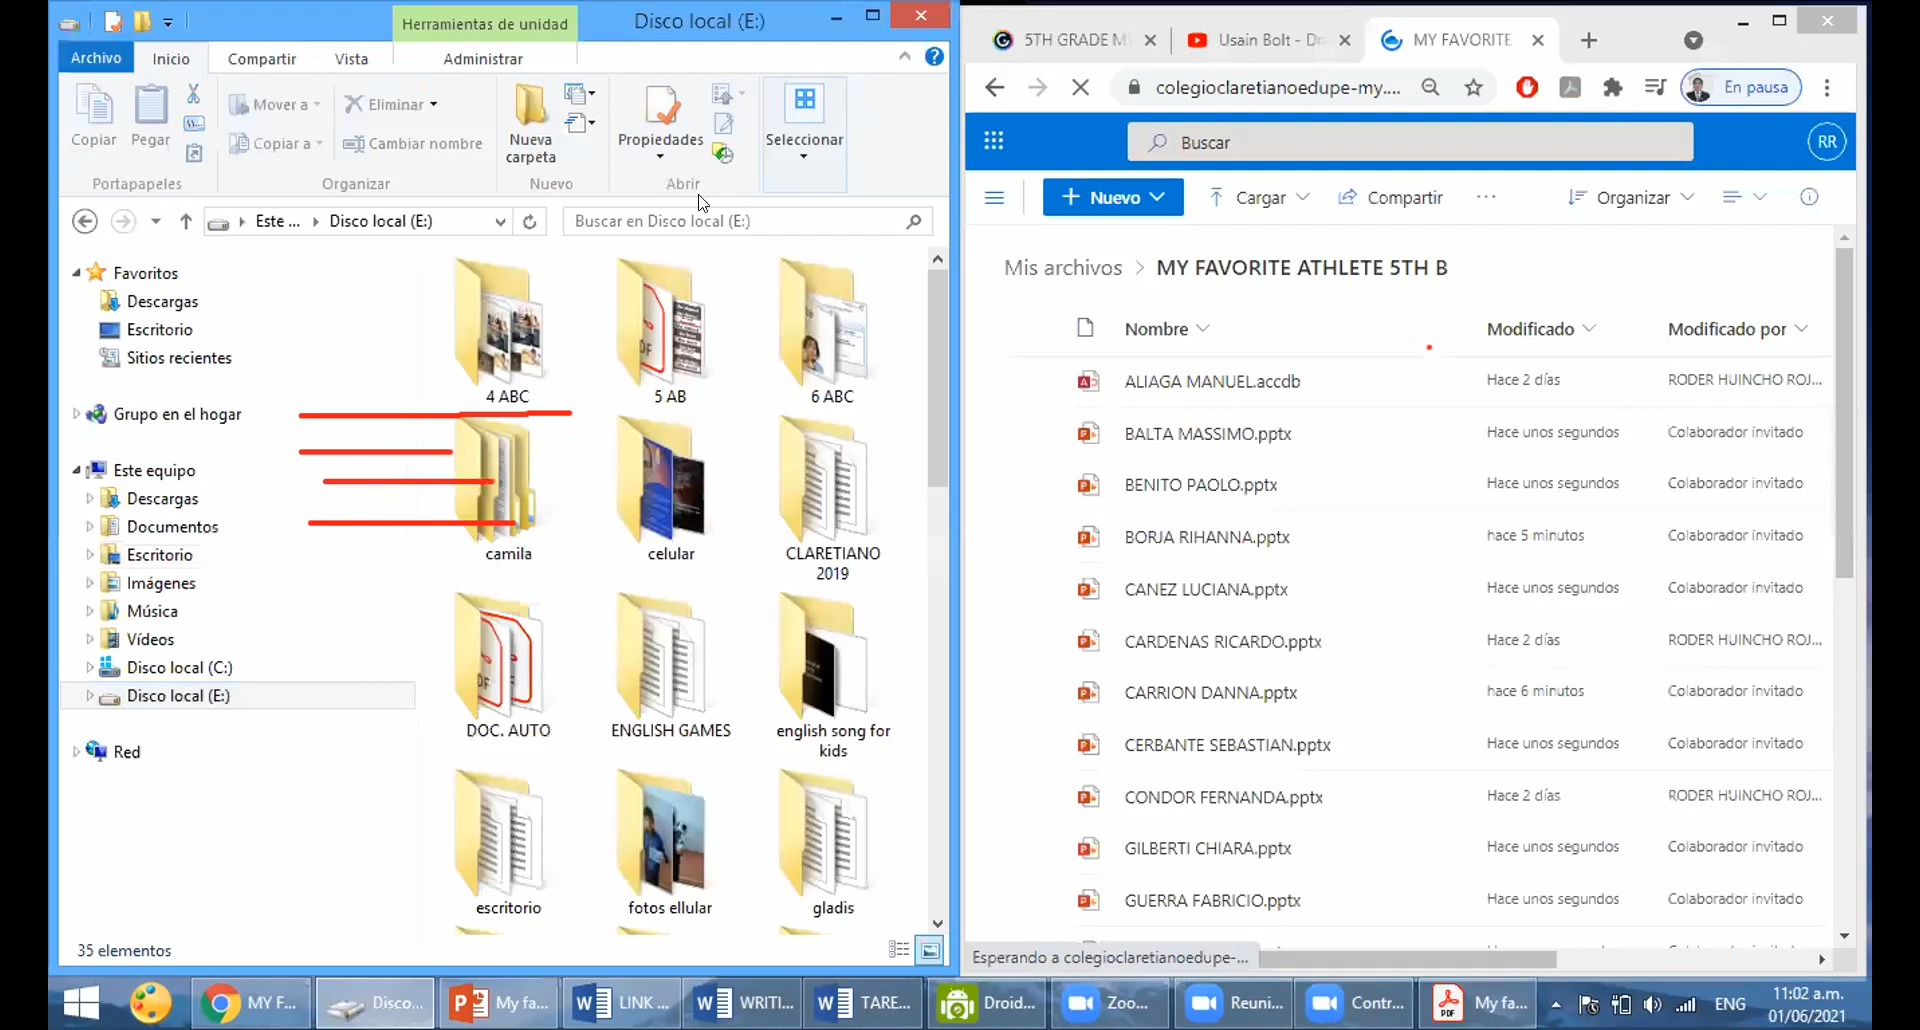 Herramientas de unidad
Disco local (E:)
Archivo
Inicio
Compartir
Vista
Administrar
Copiar
Pegar
Mover a
Copiar a
Eliminar
Cambiar nombre
Nueva
carpeta
Propiedades
Seleccionar
Portapapeles
Organizar
Nuevo
Abrir
Este ...
Disco local (E:)
Buscar en Disco local (E:)
Favoritos
Descargas
Escritorio
Sitios recientes
Grupo en el hogar
Este equipo
Descargas
Documentos
Escritorio
Imágenes
Música
Vídeos
Disco local (C:)
Disco local (E:)
Red
4 ABC
5 AB
6 ABC
camila
celular
CLARETIANO
2019
DOC. AUTO
ENGLISH GAMES
english song for
kids
escritorio
fotos ellular
gladis
35 elementos
5TH GRADE M
Usain Bolt - Dr
MY FAVORITE
colegioclaretianoedupe-my....
En pausa
Buscar
RR
Nuevo
Cargar
Compartir
Organizar
Mis archivos > MY FAVORITE ATHLETE 5TH B
Nombre Modificado Modificado por
ALIAGA MANUEL.accdb Hace 2 días RODER HUINCHO ROJ...
BALTA MASSIMO.pptx Hace unos segundos Colaborador invitado
BENITO PAOLO.pptx Hace unos segundos Colaborador invitado
BORJA RIHANNA.pptx hace 5 minutos Colaborador invitado
CANEZ LUCIANA.pptx Hace unos segundos Colaborador invitado
CARDENAS RICARDO.pptx Hace 2 días RODER HUINCHO ROJ...
CARRION DANNA.pptx hace 6 minutos Colaborador invitado
CERBANTE SEBASTIAN.pptx Hace unos segundos Colaborador invitado
CONDOR FERNANDA.pptx Hace 2 días RODER HUINCHO ROJ...
GILBERTI CHIARA.pptx Hace unos segundos Colaborador invitado
GUERRA FABRICIO.pptx Hace unos segundos Colaborador invitado
Esperando a colegioclaretianoedupe-...
MY F...
Disco...
My fa...
LINK ...
WRITI...
TARE...
Droid...
Zoo...
Reuni...
Contr...
My fa...
ENG
11:02 a.m.
01/06/2021